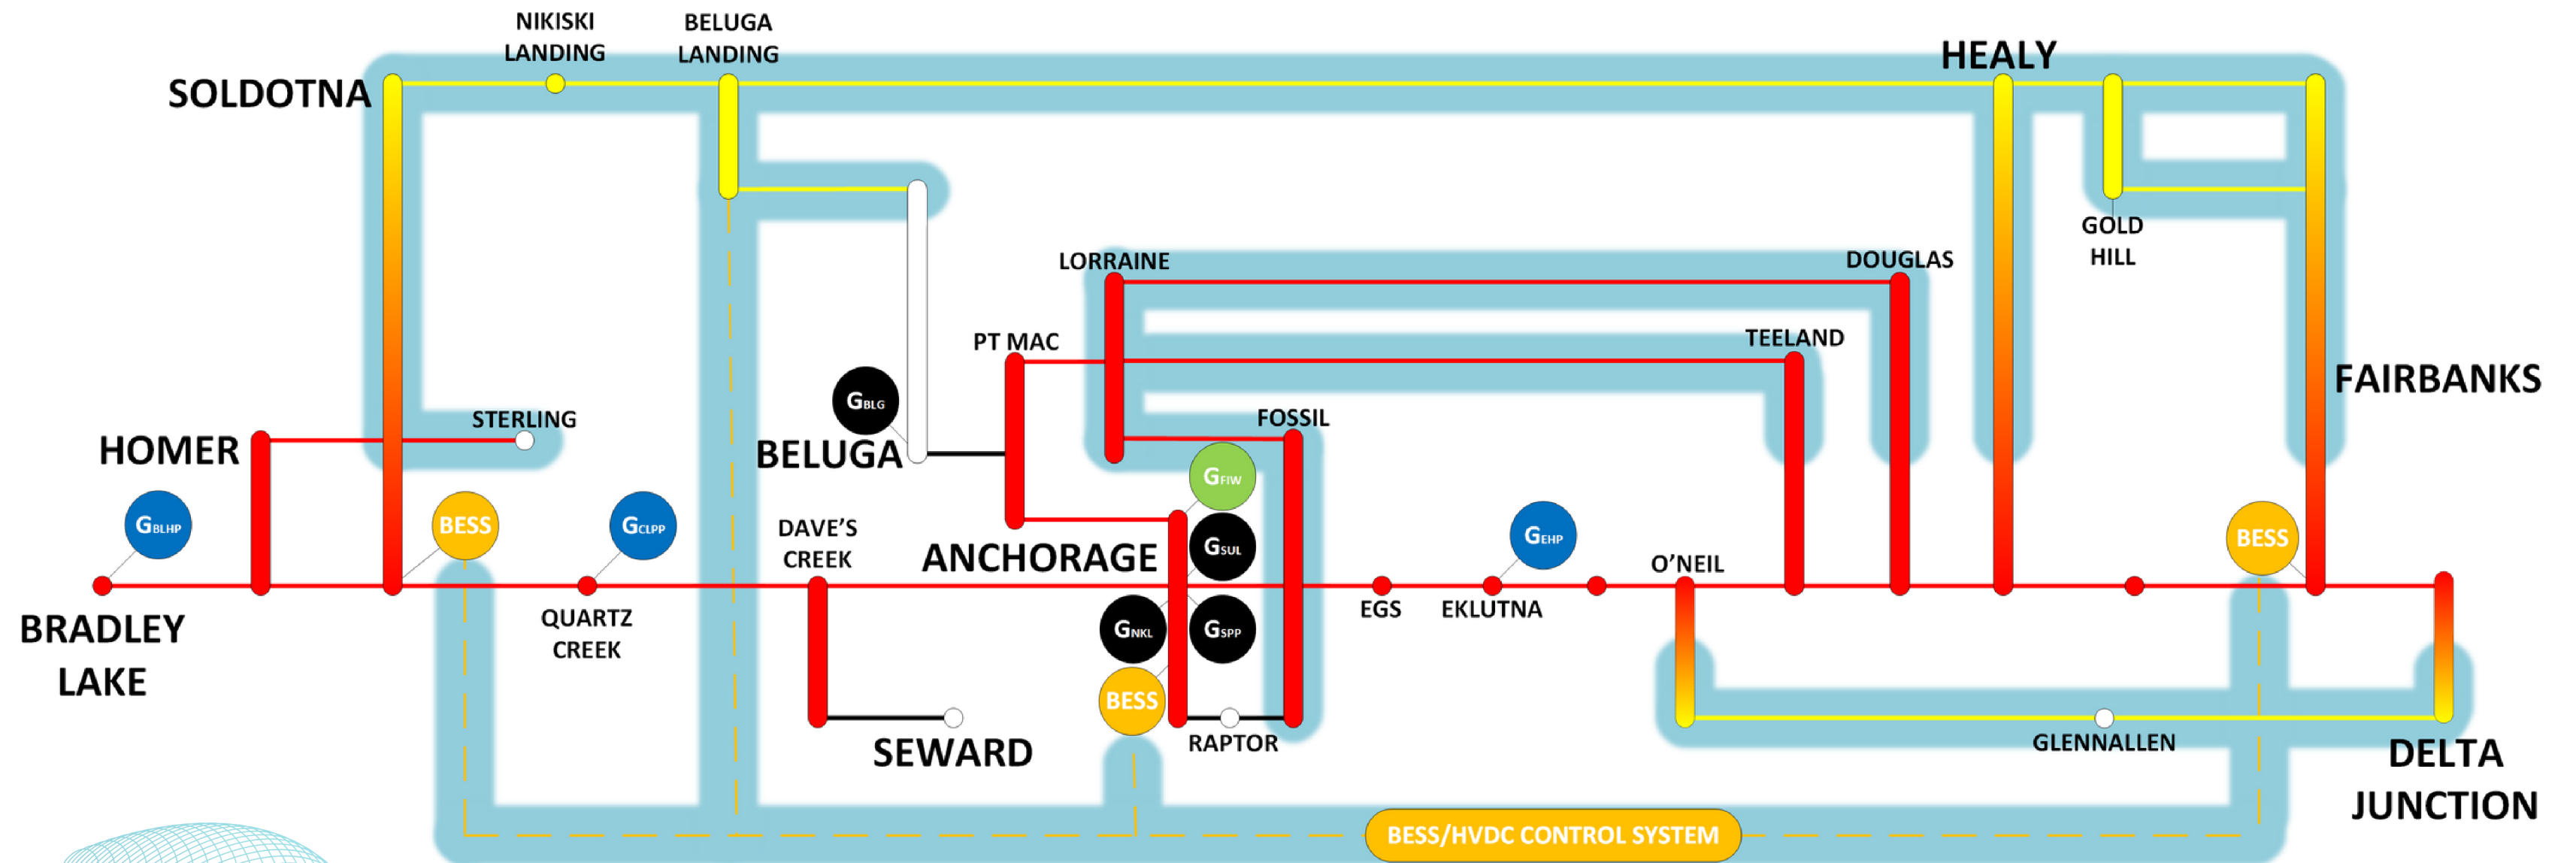 NIKISKI
LANDING
BELUGA
LANDING
HEALY
SOLDOTNA
GOLD
HILL
LORRAINE
DOUGLAS
PT MAC
TEELAND
FAIRBANKS
GBLG
STERLING
FOSSIL
HOMER
BELUGA
GFIW
GBLHP
BESS
GCLPP
DAVE'S
CREEK
ANCHORAGE
GSUL
GEHP
O'NEIL
BESS
BRADLEY
LAKE
QUARTZ
CREEK
GNKL
GSPP
EGS
EKLUTNA
BESS
SEWARD
RAPTOR
GLENNALLEN
DELTA
JUNCTION
BESS/HVDC CONTROL SYSTEM